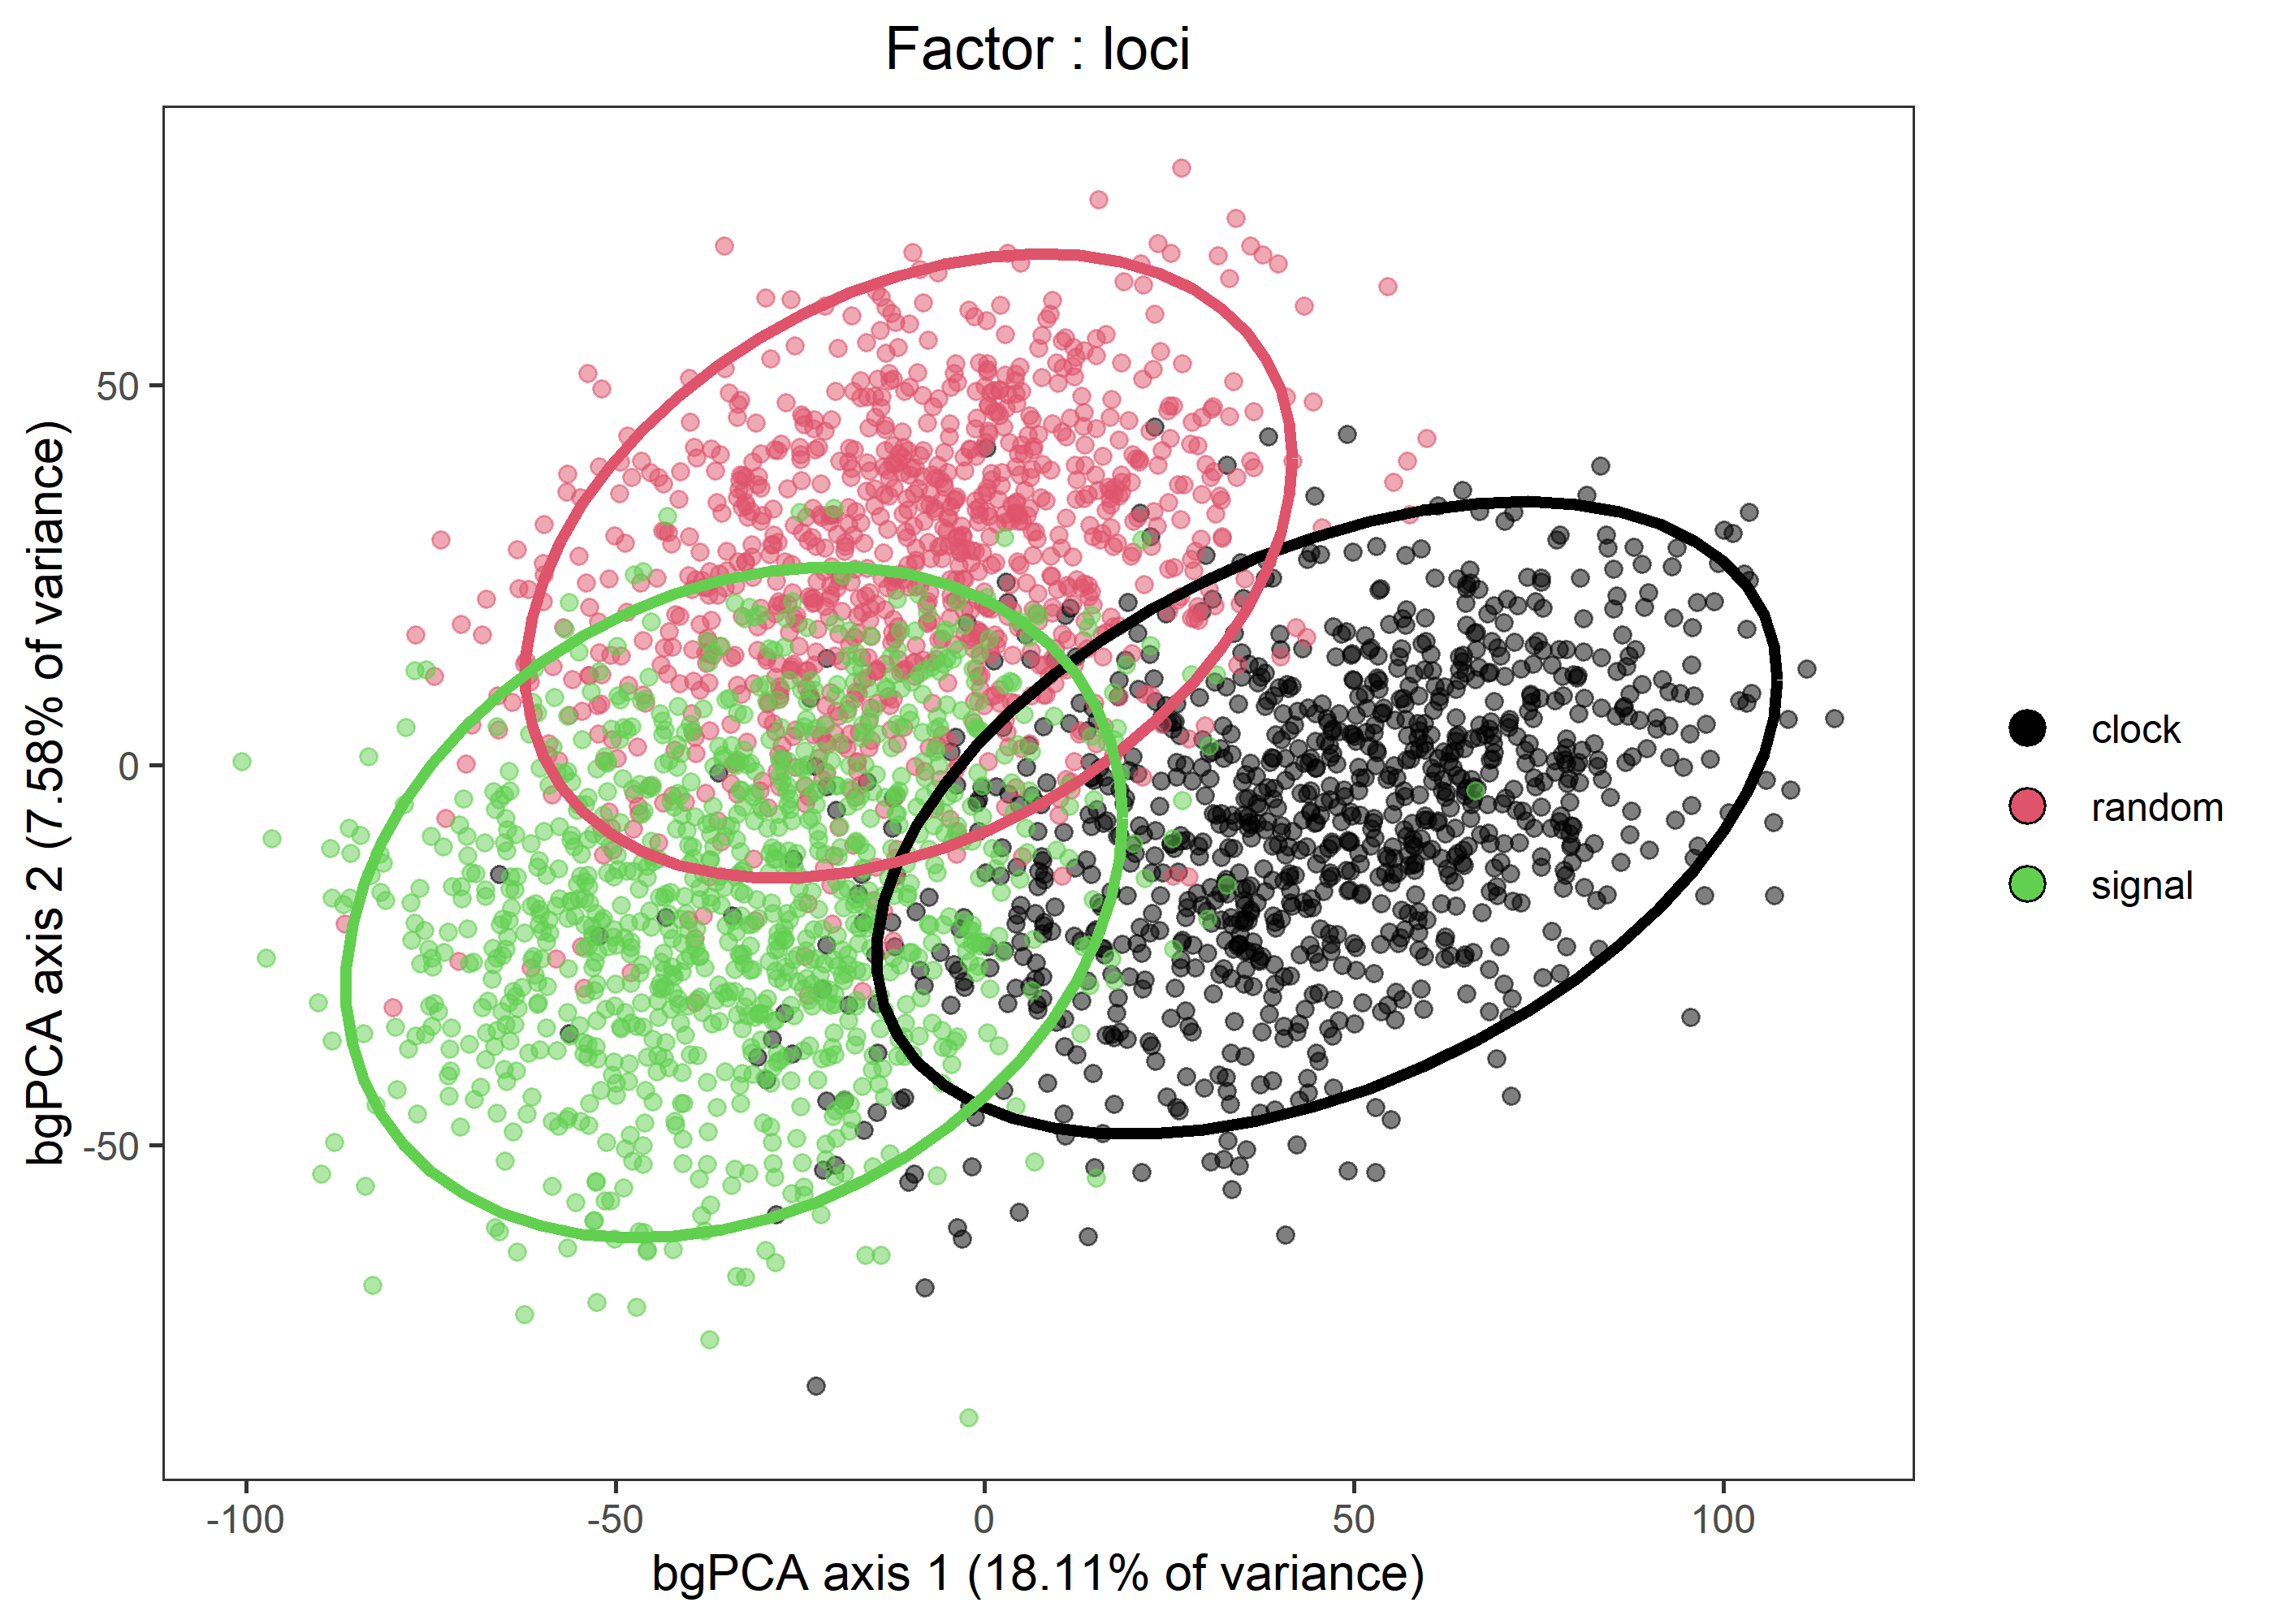 Factor : loci
bgPCA axis 2 (7.58% of variance)
50
0
-50
-100
-50
0
50
100
bgPCA axis 1 (18.11% of variance)
clock
random
signal